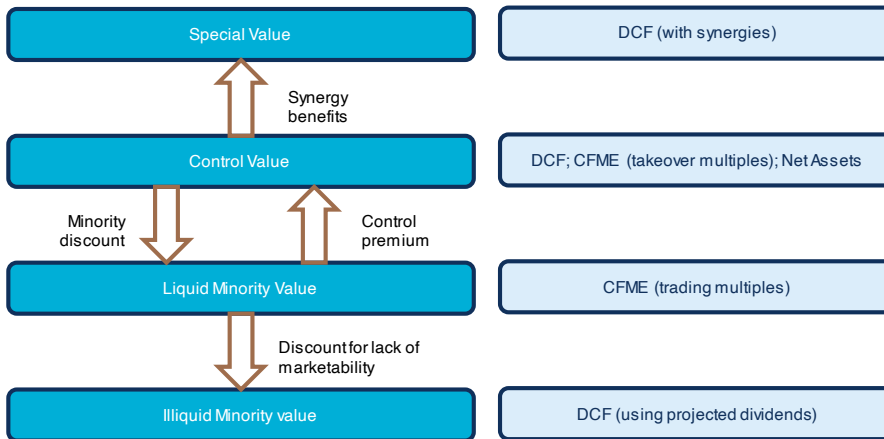 Special Value
DCF (with synergies)
Synergy
benefits
Control Value
DCF; CFME (takeover multiples); Net Assets
Minority
discount
Control
premium
Liquid Minority Value
CFME (trading multiples)
Discount for lack of
marketability
Illiquid Minority value
DCF (using projected dividends)